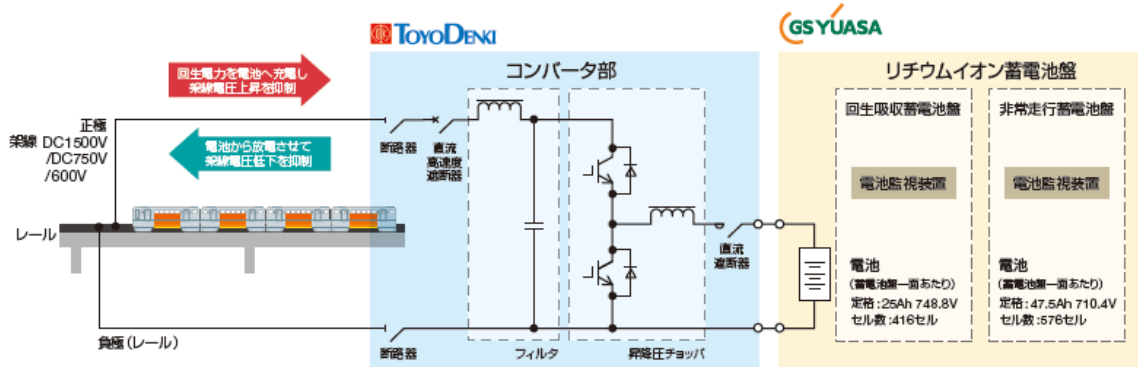 TOYODENKI
GS YUASA
回生電力を電池へ充電し
架線電圧上昇を抑制
電池から放電させて
架線電圧低下を抑制
正極
架線 DC1500V
/DC750V
/600V
レール
負極(レール)
コンバータ部
断路器
直流
高速度
遮断器
直流
遮断器
断路器
フィルタ
昇降圧チョッパ
リチウムイオン蓄電池盤
回生吸収蓄電池盤
電池監視装置
電池
(蓄電池盤一面あたり)
定格:25Ah 748.8V
セル数:416セル
非常走行蓄電池盤
電池監視装置
電池
(蓄電池盤一面あたり)
定格:47.5Ah 710.4V
セル数:576セル